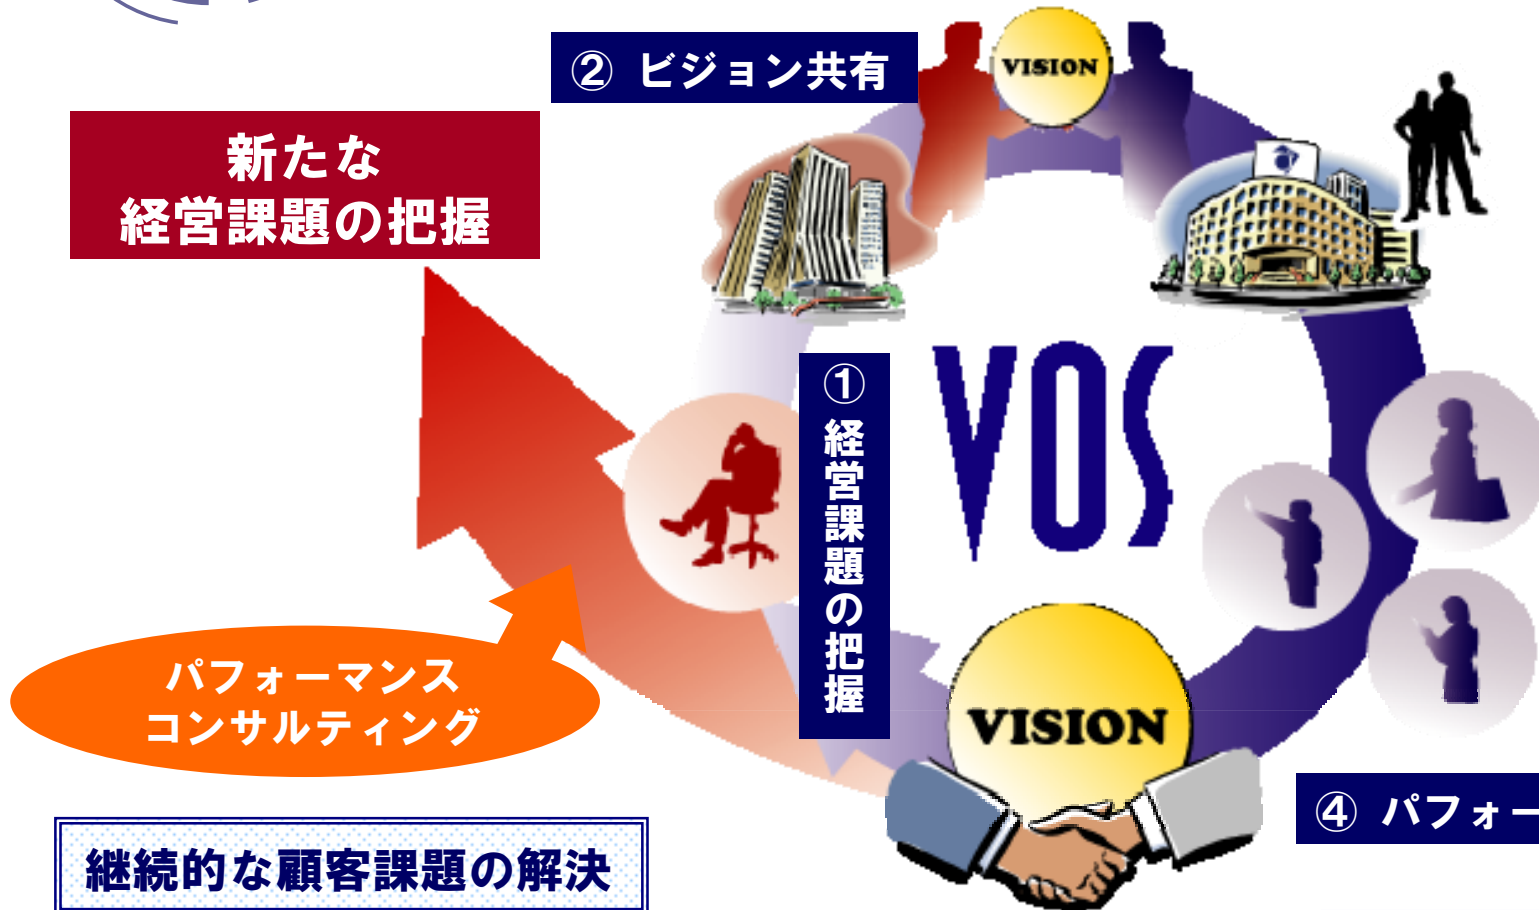 ② ビジョン共有
VISION
新たな
経営課題の把握
① 経営課題の把握
VOS
パフォーマンス
コンサルティング
VISION
④ パフォー
継続的な顧客課題の解決